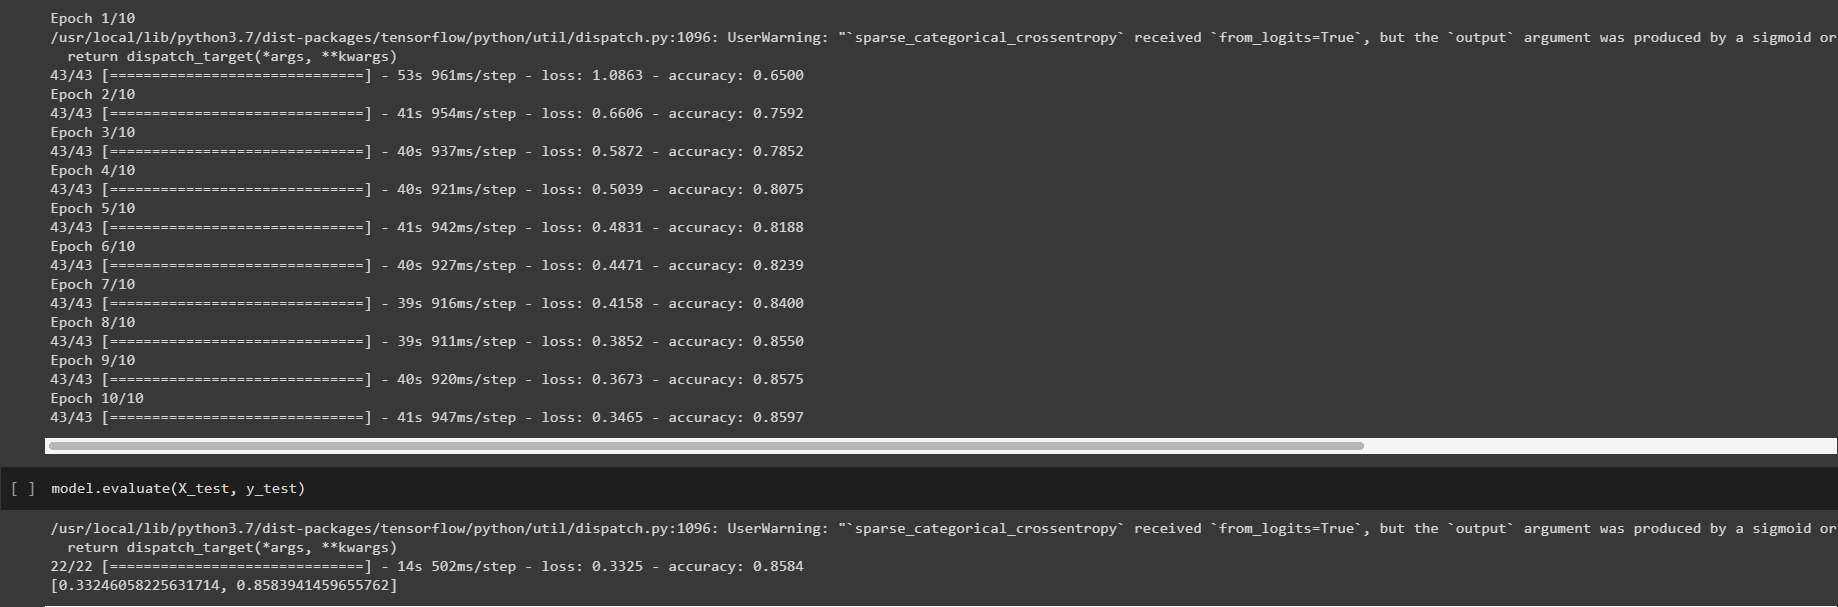 Epoch 1/10
/usr/local/lib/python3.7/dist-packages/tensorflow/python/util/dispatch.py:1096: UserWarning: "`sparse_categorical_crossentropy` received `from_logits=True`, but the `output` argument was produced by a sigmoid or
  return dispatch_target(*args, **kwargs)
43/43 [==============================] - 53s 961ms/step - loss: 1.0863 - accuracy: 0.6500
Epoch 2/10
43/43 [==============================] - 41s 954ms/step - loss: 0.6606 - accuracy: 0.7592
Epoch 3/10
43/43 [==============================] - 40s 937ms/step - loss: 0.5872 - accuracy: 0.7852
Epoch 4/10
43/43 [==============================] - 40s 921ms/step - loss: 0.5039 - accuracy: 0.8075
Epoch 5/10
43/43 [==============================] - 41s 942ms/step - loss: 0.4831 - accuracy: 0.8188
Epoch 6/10
43/43 [==============================] - 40s 927ms/step - loss: 0.4471 - accuracy: 0.8239
Epoch 7/10
43/43 [==============================] - 39s 916ms/step - loss: 0.4158 - accuracy: 0.8400
Epoch 8/10
43/43 [==============================] - 39s 911ms/step - loss: 0.3852 - accuracy: 0.8550
Epoch 9/10
43/43 [==============================] - 40s 920ms/step - loss: 0.3673 - accuracy: 0.8575
Epoch 10/10
43/43 [==============================] - 41s 947ms/step - loss: 0.3465 - accuracy: 0.8597
[ ] model.evaluate(X_test, y_test)
/usr/local/lib/python3.7/dist-packages/tensorflow/python/util/dispatch.py:1096: UserWarning: "`sparse_categorical_crossentropy` received `from_logits=True`, but the `output` argument was produced by a sigmoid or
  return dispatch_target(*args, **kwargs)
22/22 [==============================] - 14s 502ms/step - loss: 0.3325 - accuracy: 0.8584
[0.33246058225631714, 0.8583941459655762]